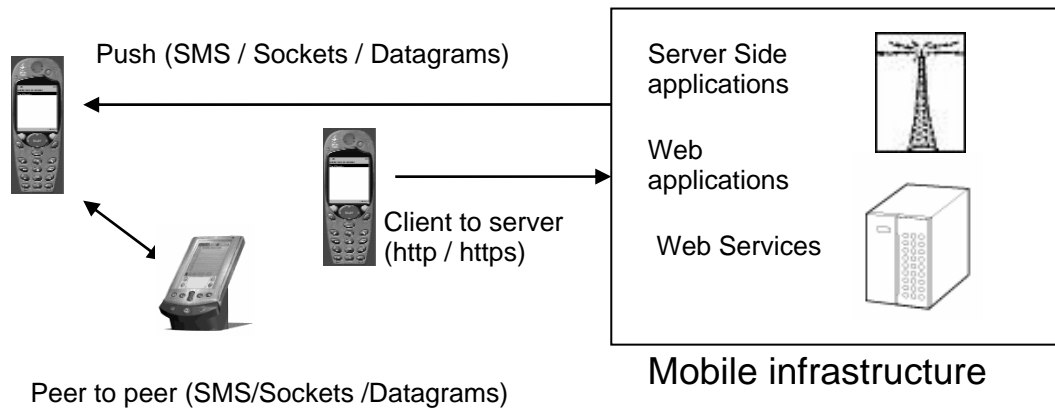 Push (SMS / Sockets / Datagrams)
Server Side
applications
Web
applications
Client to server
(http / https)
Web Services
Mobile infrastructure
Peer to peer (SMS/Sockets /Datagrams)